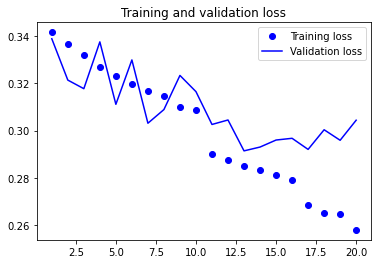 Training and validation loss
Training loss
Validation loss
0.34
0.32
0.30
0.28
0.26
2.5 5.0 7.5 10.0 12.5 15.0 17.5 20.0